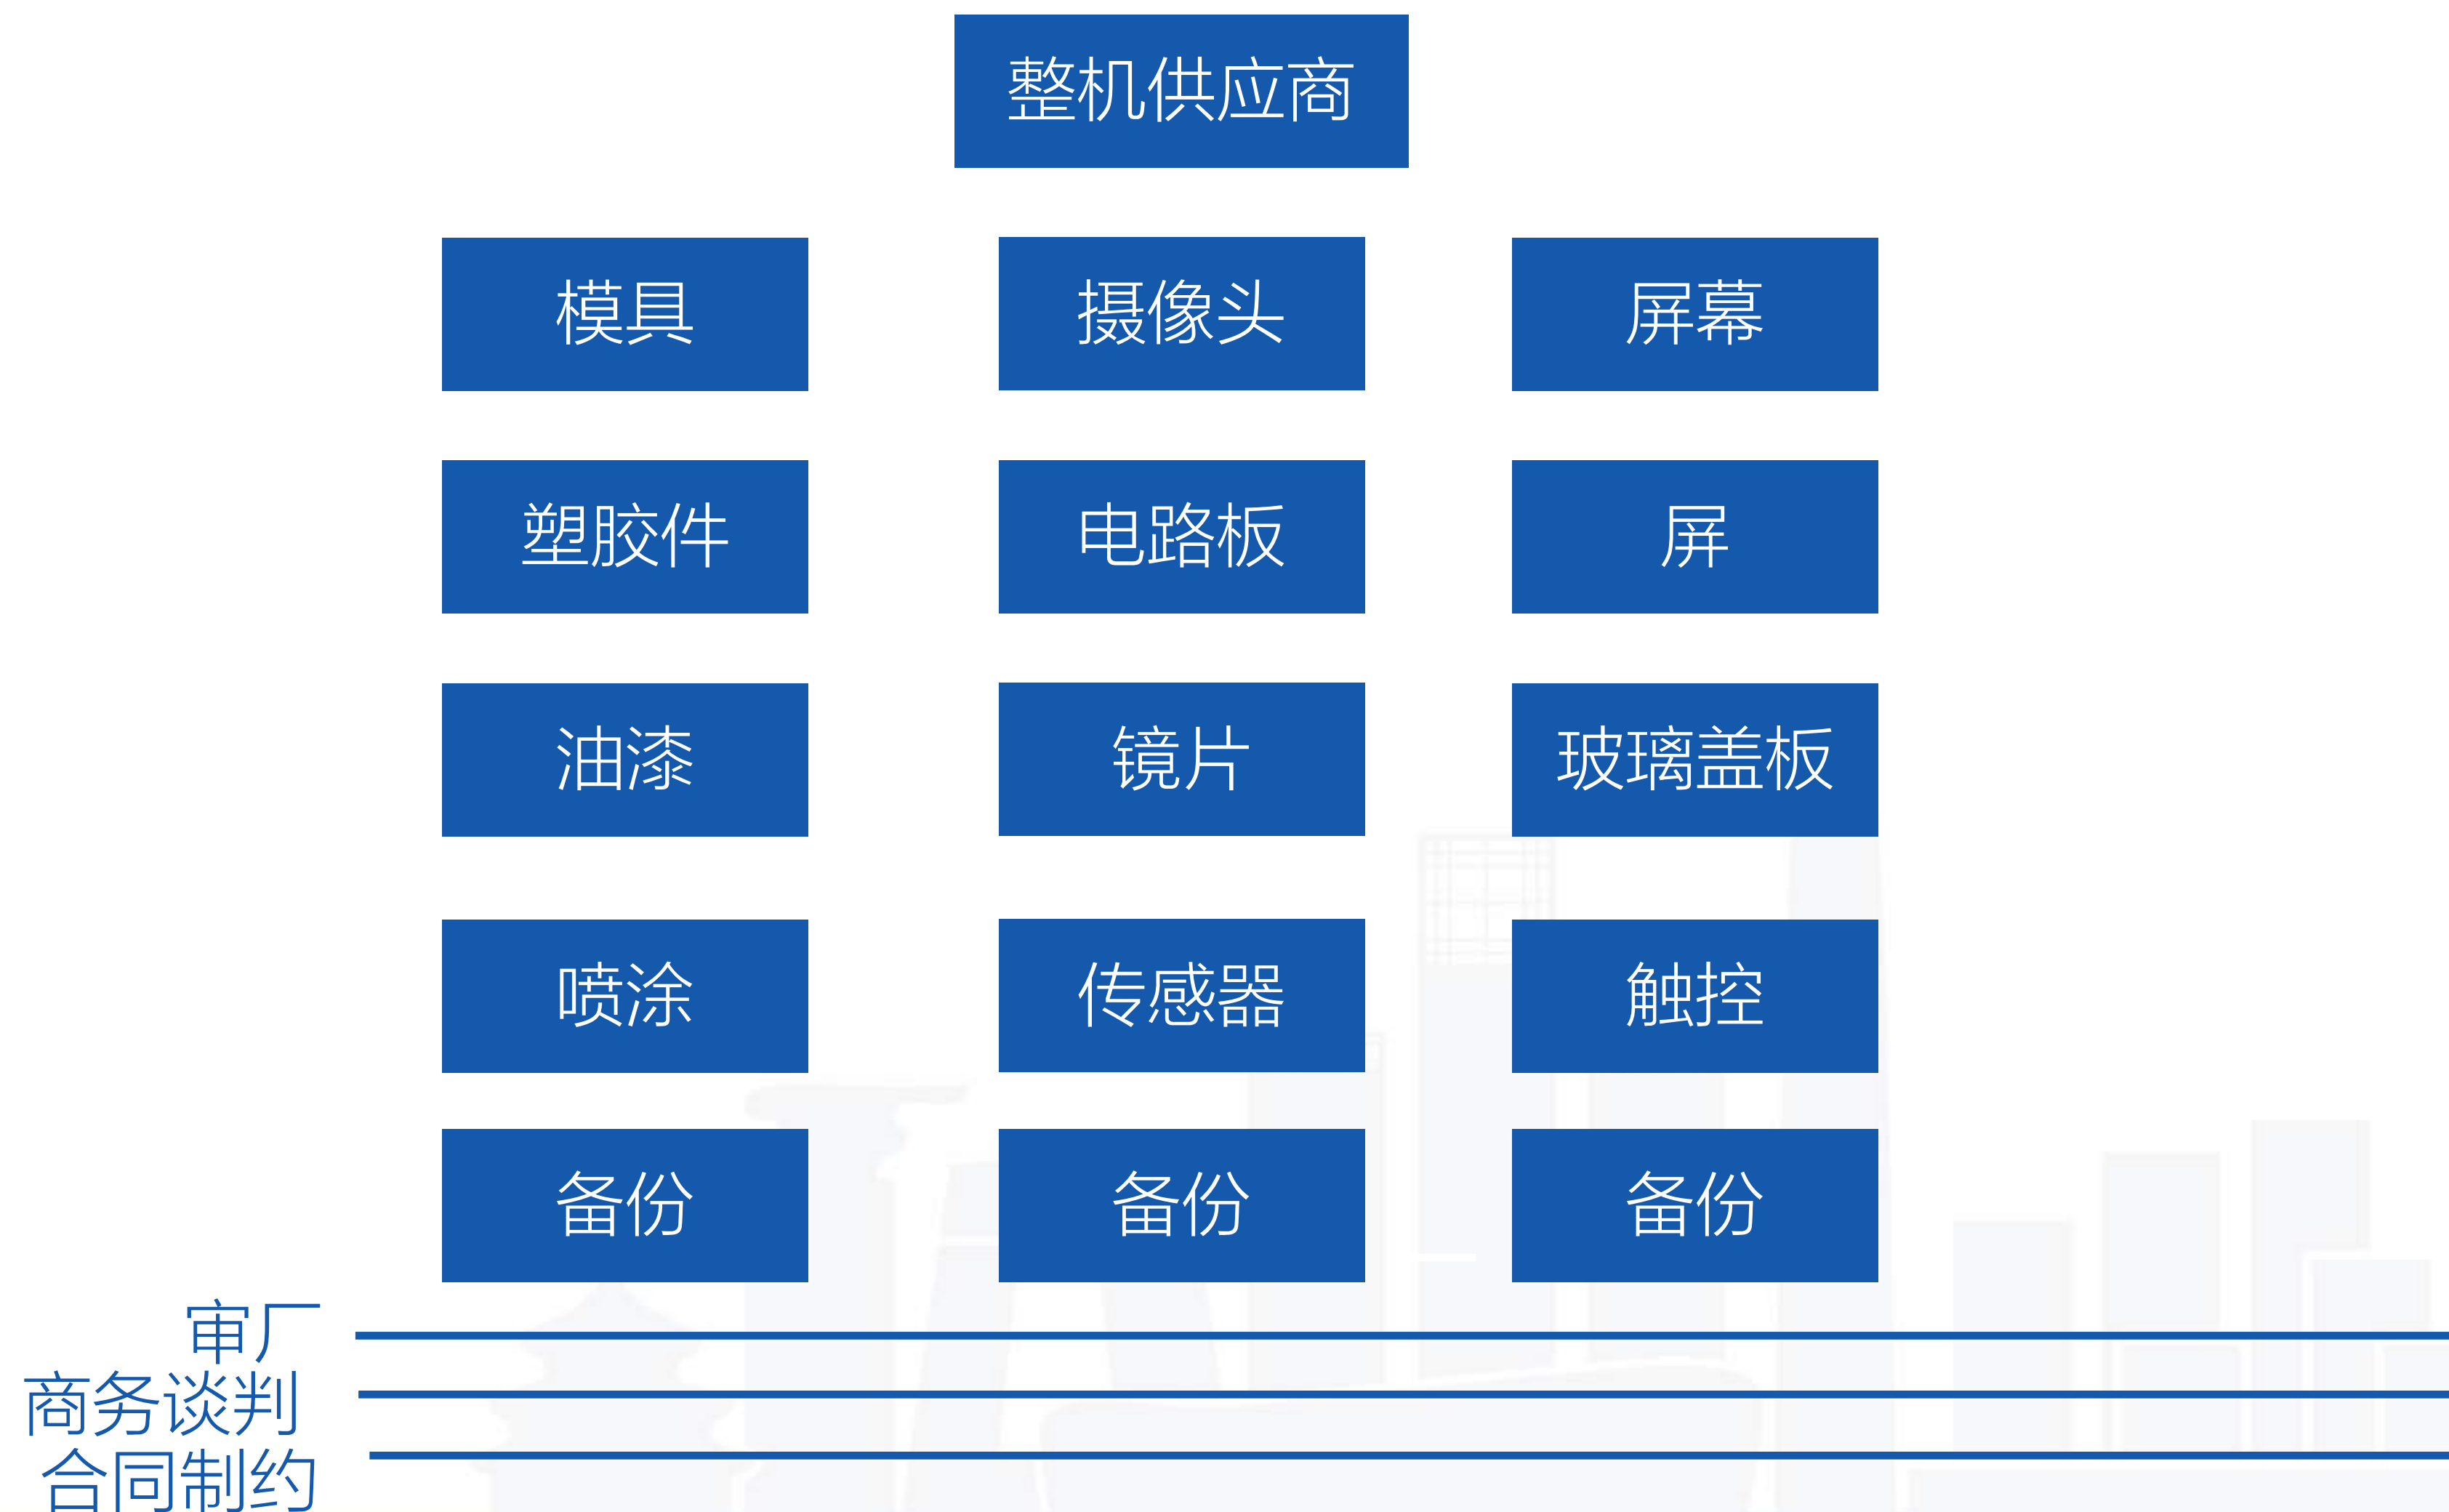 整机供应商
模具
摄像头
屏幕
塑胶件
电路板
屏
油漆
镜片
玻璃盖板
喷涂
传感器
触控
备份
备份
备份
审厂
商务谈判
合同制约